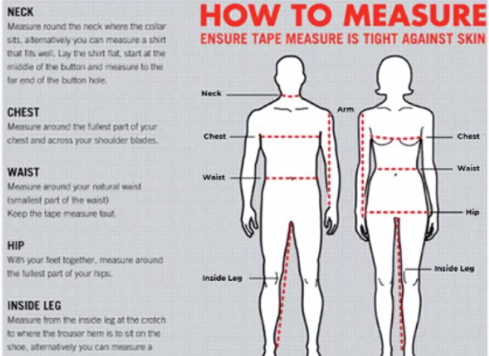 NECK
Measure round the neck where the collar
sits, alternatively you can measure a shirt
that fits well. Lay the shirt flat, start at the
middle of the button and measure to the
far end of the button hole.
CHEST
Measure around the fullest part of your
chest and across your shoulder blades.
WAIST
Measure around your natural waist
(smallest part of the waist)
Keep the tape measure taut.
HIP
With your feet together, measure around
the fullest part of your hips.
INSIDE LEG
Measure from the inside leg at the crotch
to where the trouser hem is to sit on the
shoe, alternatively you can measure a
HOW TO MEASURE
ENSURE TAPE MEASURE IS TIGHT AGAINST SKIN
Neck
Arm
Chest
Chest
Waist
Waist
Hip
Inside Leg
Inside Leg